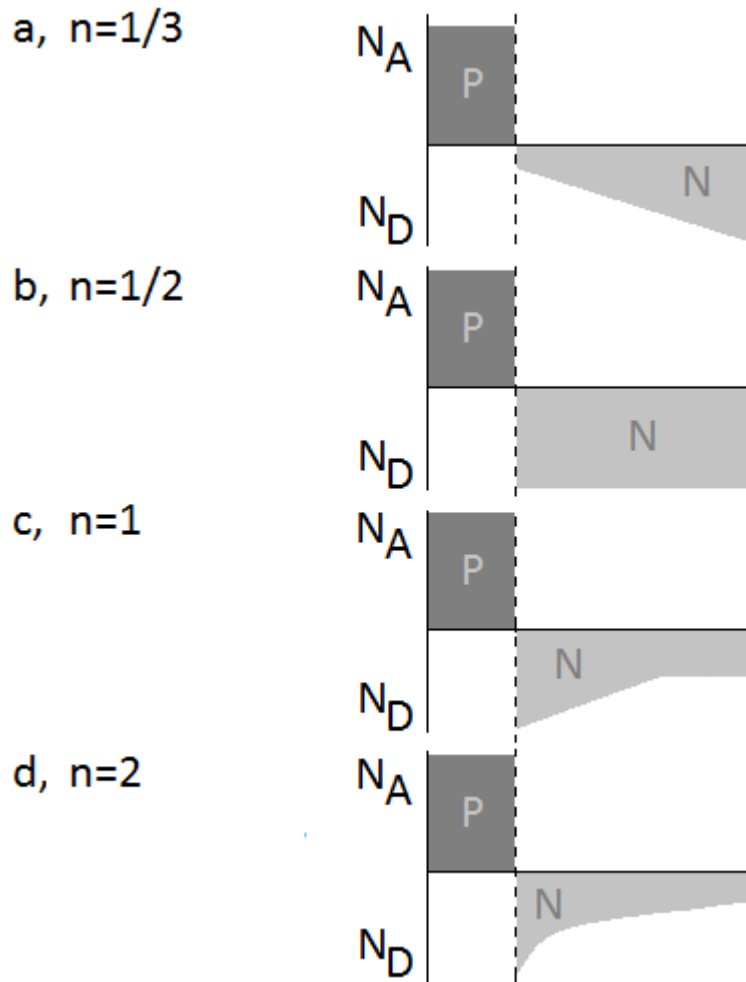 a, n=1/3
N_A
P
N
N_D
b, n=1/2
N_A
P
N
N_D
c, n=1
N_A
P
N
N_D
d, n=2
N_A
P
N
N_D